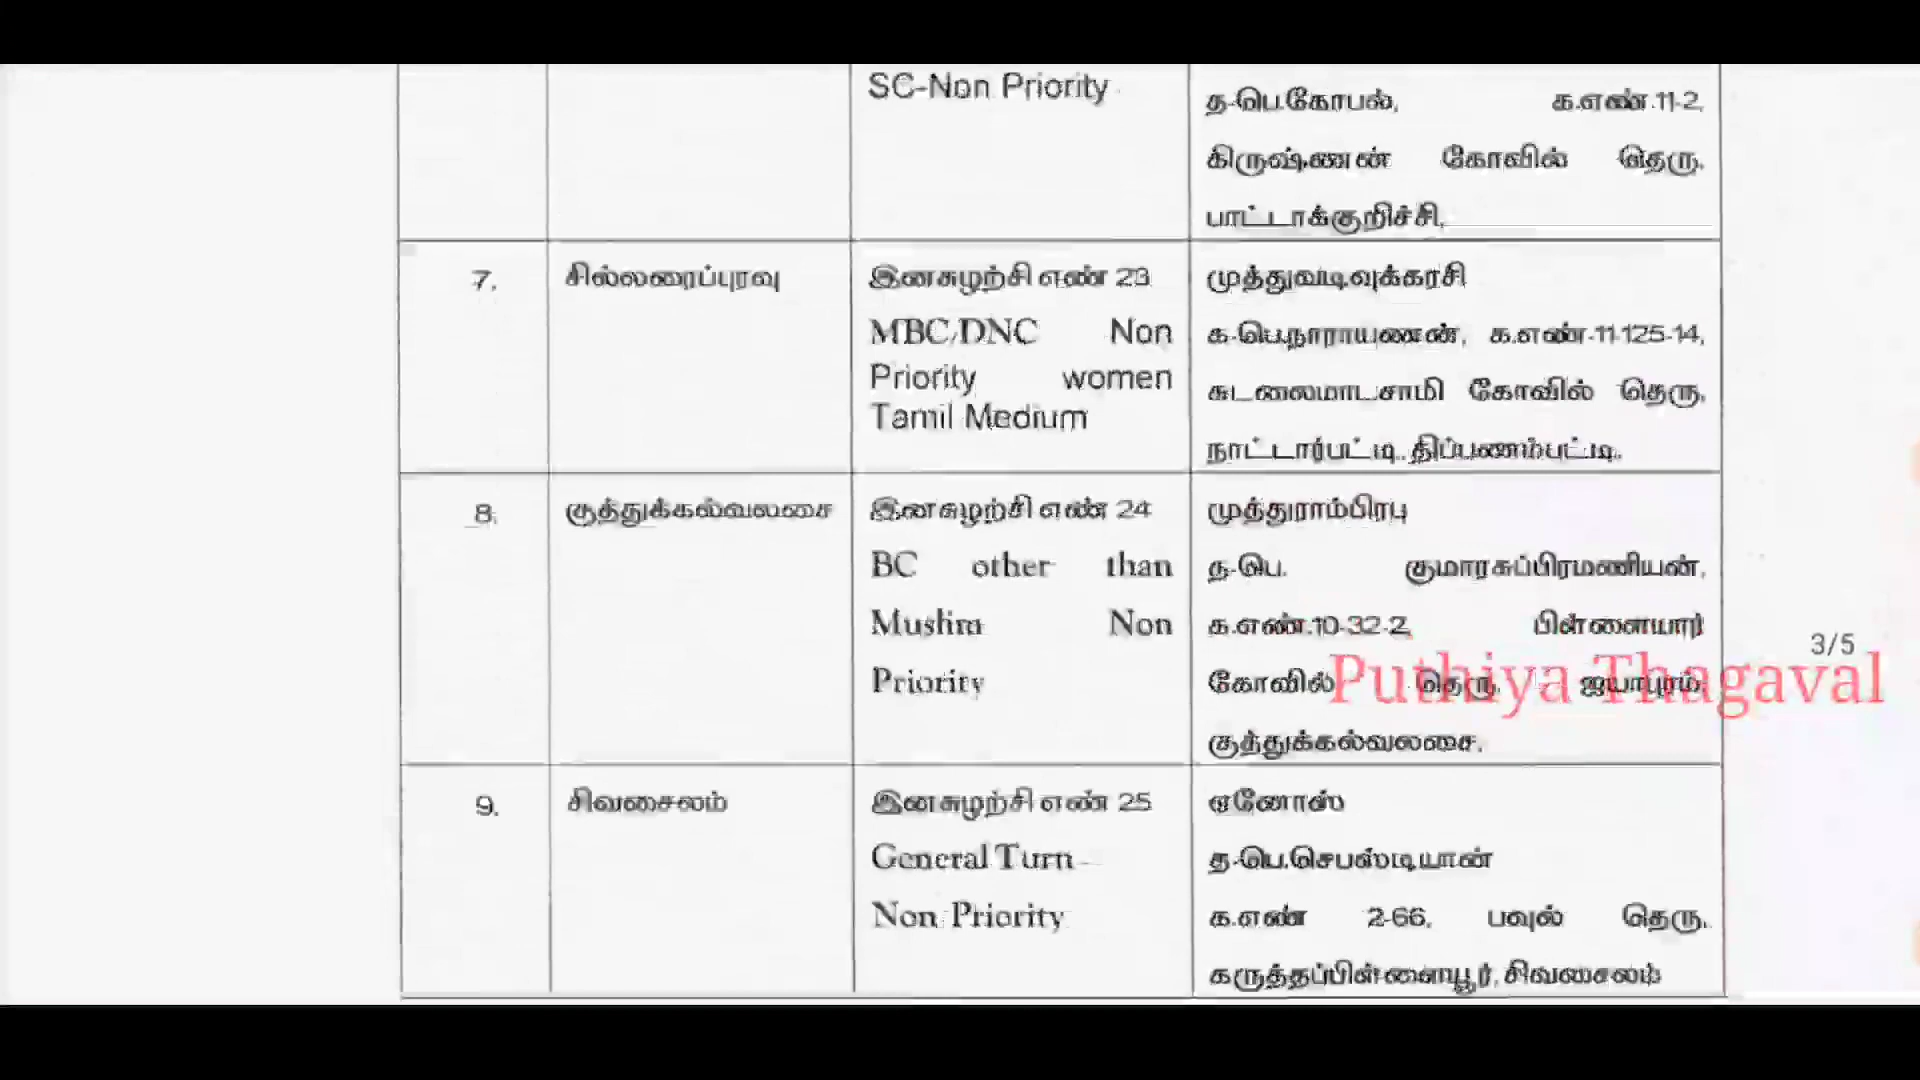 SC-Non Priority
த-பெ.கோபல், க.எண்.11-2,
கிருஷ்ணன் கோவில் தெரு,
பாட்டாக்குறிச்சி.
7. சில்லரைப்புரவு இனசுழற்சி எண் 23 முத்துவடிவுக்கரசி
MBC/DNC Non க-பெ.நாராயணன், க.எண்.11-125-14,
Priority women சுடலைமாடசாமி கோவில் தெரு,
Tamil Medium நாட்டார்பட்டி, திப்பணம்பட்டி.
8. குத்துக்கல்வலசை இனசுழற்சி எண் 24 முத்துராம்பிரபு
BC other than த-பெ. குமாரசுப்பிரமணியன்,
Muslim Non க.எண்.10-32-2, பிள்ளையார்
Priority கோவில் தெரு, ஐயாபுரம்,
குத்துக்கல்வலசை.
3/5
Puthiya Thagaval
9. சிவசைலம் இனசுழற்சி எண் 25 ஏனோஸ்
General Turn த-பெ.செபஸ்டியான்
Non Priority க.எண் 2-66, பவுல் தெரு,
கருத்தப்பிள்ளையூர், சிவசைலம்